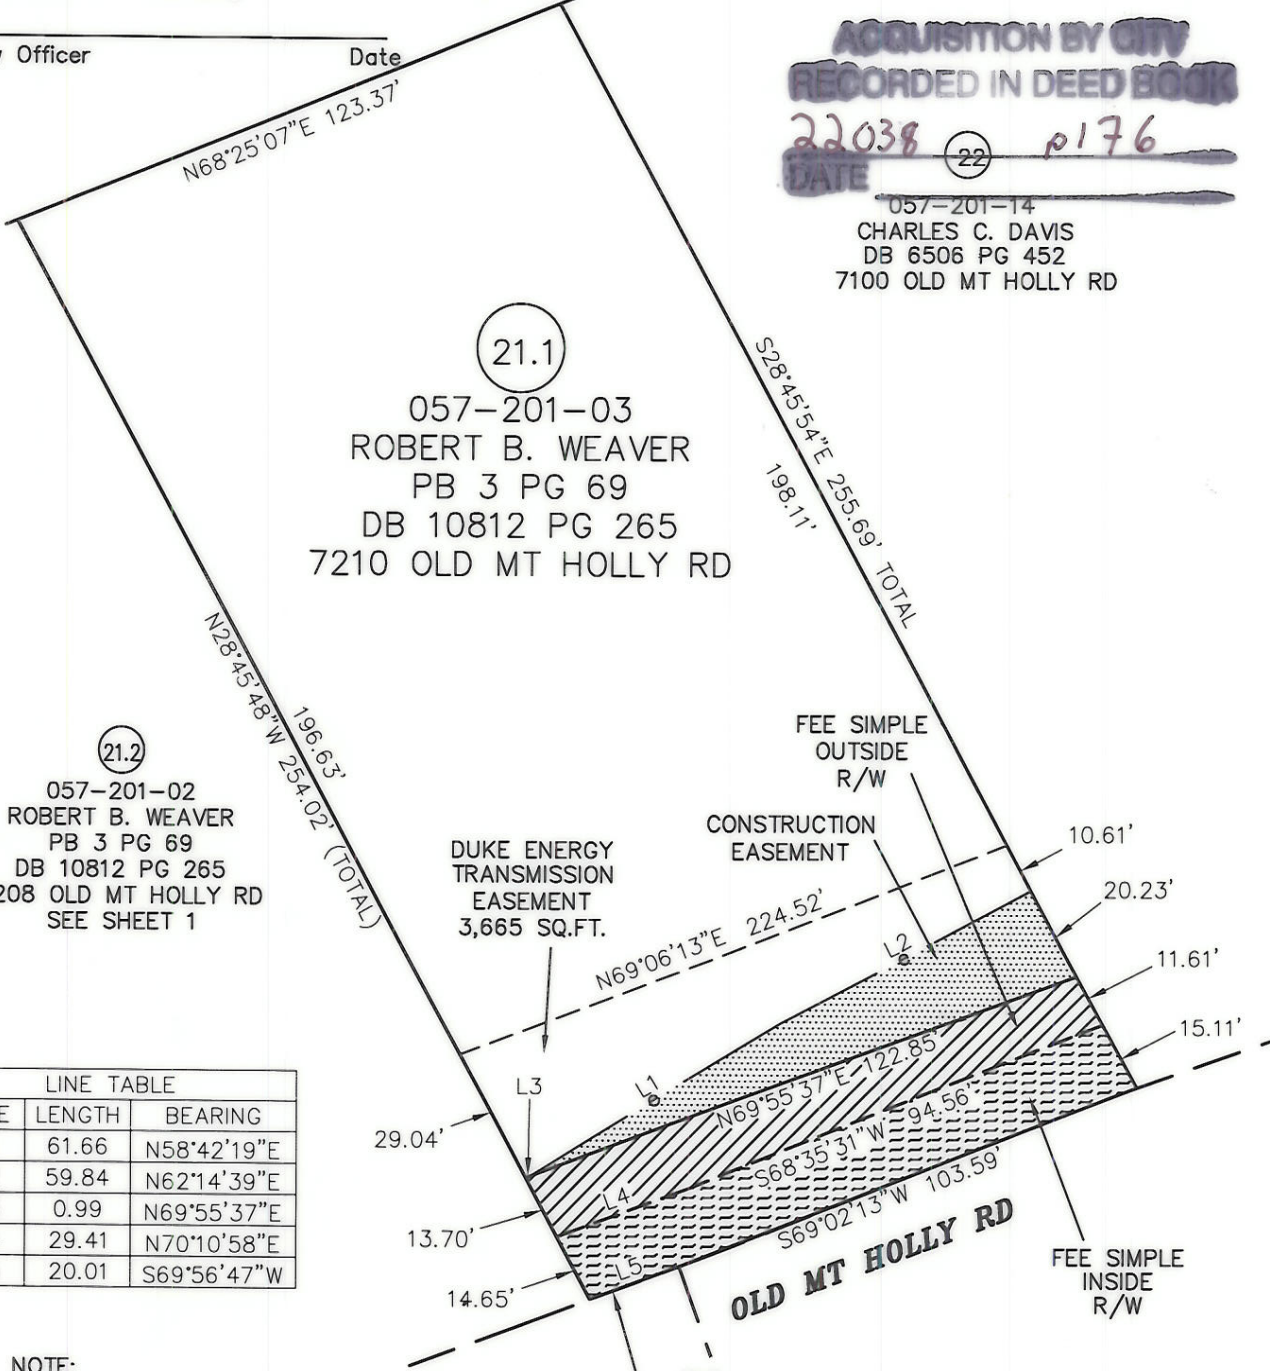 Officer
Date
ACQUISITION BY CITY
RECORDED IN DEED BOOK
22038 p176
22
DATE
057-201-14
CHARLES C. DAVIS
DB 6506 PG 452
7100 OLD MT HOLLY RD
N68°25'07"E 123.37'
21.1
057-201-03
ROBERT B. WEAVER
PB 3 PG 69
DB 10812 PG 265
7210 OLD MT HOLLY RD
S28°45'54"E 255.69' TOTAL
198.11'
N28°45'48"W 254.02' (TOTAL)
196.63'
21.2
057-201-02
ROBERT B. WEAVER
PB 3 PG 69
DB 10812 PG 265
208 OLD MT HOLLY RD
SEE SHEET 1
FEE SIMPLE
OUTSIDE
R/W
CONSTRUCTION
EASEMENT
DUKE ENERGY
TRANSMISSION
EASEMENT
3,665 SQ.FT.
10.61'
20.23'
11.61'
15.11'
N69°06'13"E 224.52'
L2
L1
L3
N69°55'37"E 122.85'
S68°35'31"W 94.56'
L4
S69°02'13"W 103.59'
L5
29.04'
13.70'
14.65'
OLD MT HOLLY RD
FEE SIMPLE
INSIDE
R/W
LINE TABLE
E LENGTH BEARING
61.66 N58°42'19"E
59.84 N62°14'39"E
0.99 N69°55'37"E
29.41 N70°10'58"E
20.01 S69°56'47"W
NOTE: